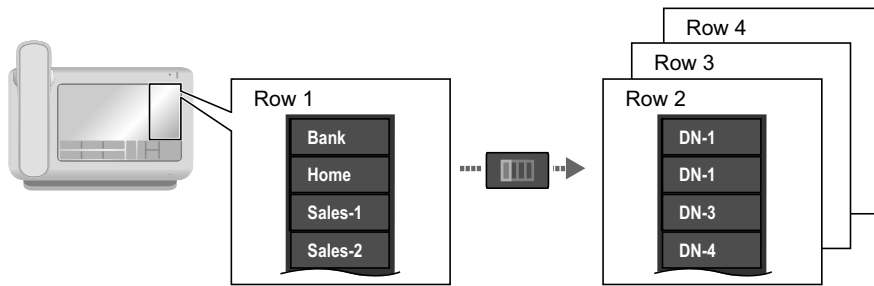 Row 4
Row 3
Row 1
Row 2
Bank
Home
Sales-1
Sales-2
DN-1
DN-1
DN-3
DN-4